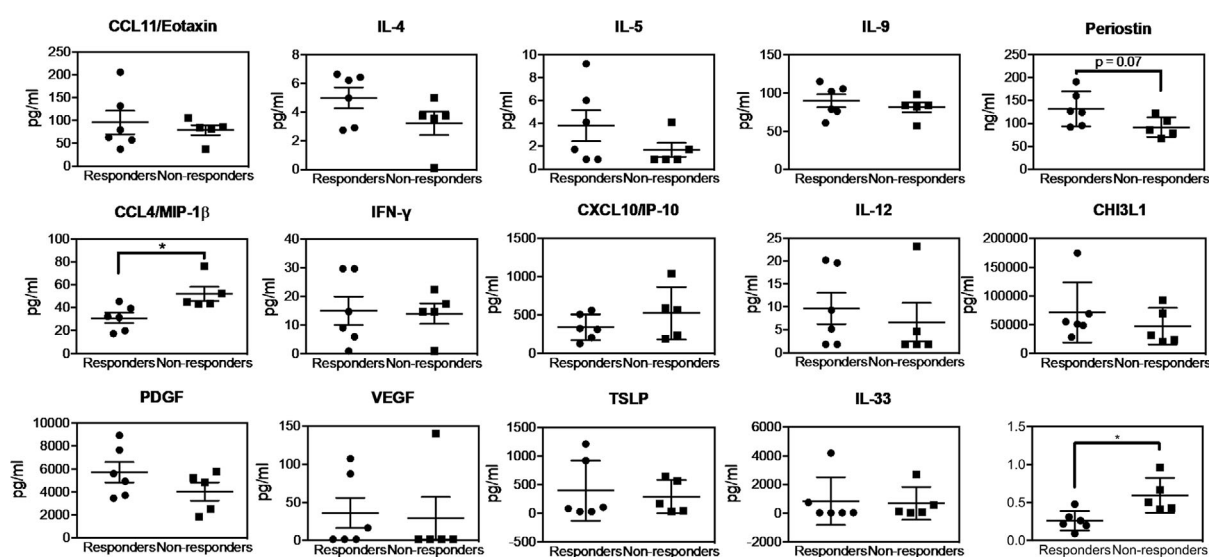 CCL11/Eotaxin
pg/ml
250
200
150
100
50
0
Responders Non-responders
IL-4
pg/ml
8
6
4
2
0
Responders Non-responders
IL-5
pg/ml
10
8
6
4
2
0
Responders Non-responders
IL-9
pg/ml
150
100
50
0
Responders Non-responders
Periostin
p = 0.07
ng/ml
250
200
150
100
50
0
Responders Non-responders
CCL4/MIP-1β
*
pg/ml
100
80
60
40
20
0
Responders Non-responders
IFN-γ
pg/ml
40
30
20
10
0
Responders Non-responders
CXCL10/IP-10
pg/ml
1500
1000
500
0
Responders Non-responders
IL-12
pg/ml
25
20
15
10
5
0
Responders Non-responders
CHI3L1
pg/ml
200000
150000
100000
50000
0
Responders Non-responders
PDGF
pg/ml
10000
8000
6000
4000
2000
0
Responders Non-responders
VEGF
pg/ml
150
100
50
0
Responders Non-responders
TSLP
pg/ml
1500
1000
500
0
-500
Responders Non-responders
IL-33
pg/ml
6000
4000
2000
0
-2000
Responders Non-responders
*
1.5
1.0
0.5
0.0
Responders Non-responders